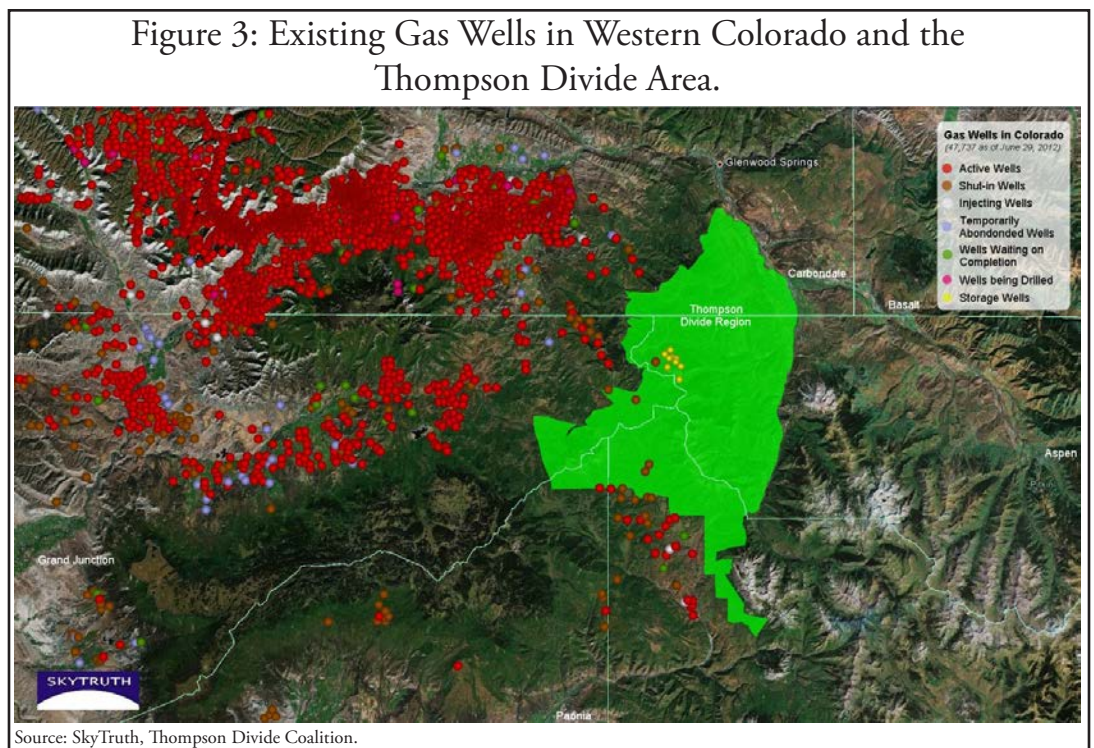 Figure 3: Existing Gas Wells in Western Colorado and the
Thompson Divide Area.
Gas Wells in Colorado
(47,737 as of June 29, 2012)
Active Wells
Shut-in Wells
Injecting Wells
Temporarily
Abondonded Wells
Wells Waiting on
Completion
Wells being Drilled
Storage Wells
Glenwood Springs
Carbondale
Basalt
Thompson
Divide Region
Aspen
Grand Junction
SKYTRUTH
Paonia
Source: SkyTruth, Thompson Divide Coalition.